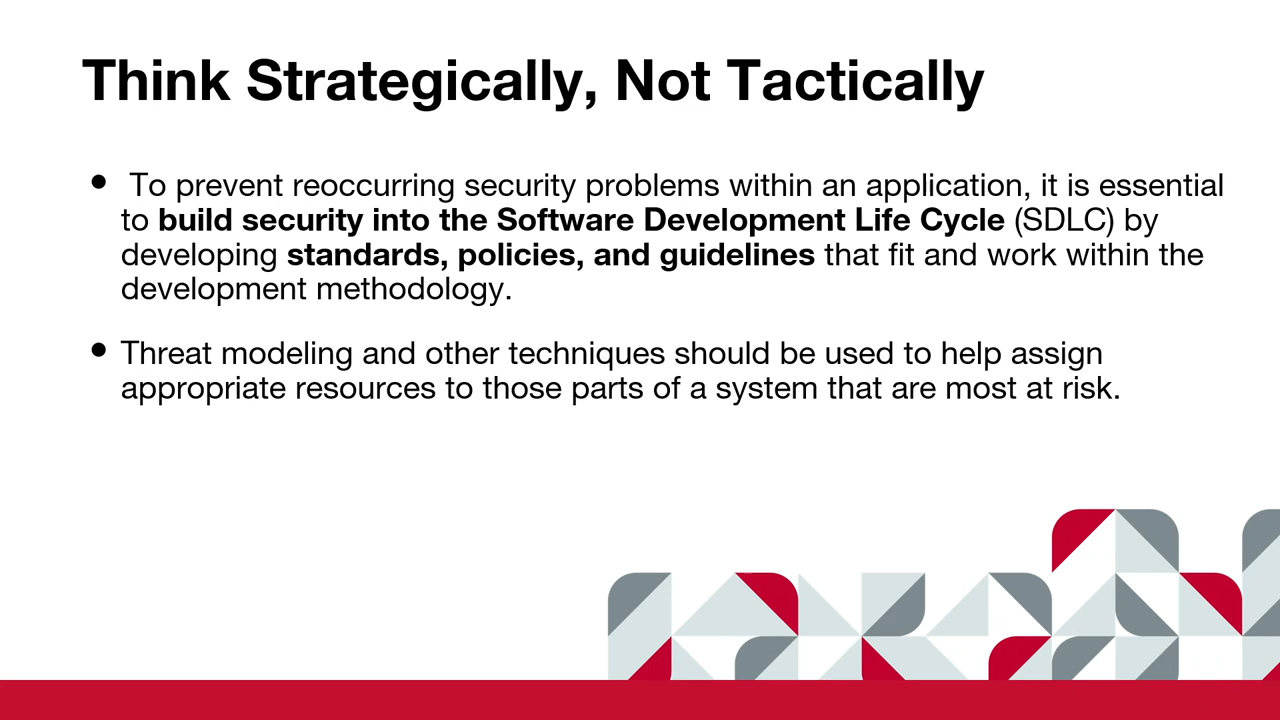 Think Strategically, Not Tactically
• To prevent reoccurring security problems within an application, it is essential
to build security into the Software Development Life Cycle (SDLC) by
developing standards, policies, and guidelines that fit and work within the
development methodology.
• Threat modeling and other techniques should be used to help assign
appropriate resources to those parts of a system that are most at risk.